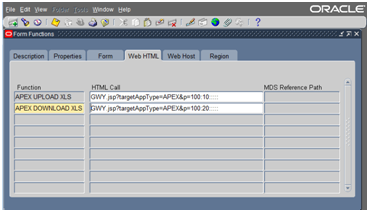 ORACLE
File Edit View Folder Tools Window Help
Form Functions
Description Properties Form Web HTML Web Host Region
Function HTML Call MDS Reference Path
APEX UPLOAD XLS GWY.jsp?targetAppType=APEX&p=100:10:::::
APEX DOWNLOAD XLS GWY.jsp?targetAppType=APEX&p=100:20:::::